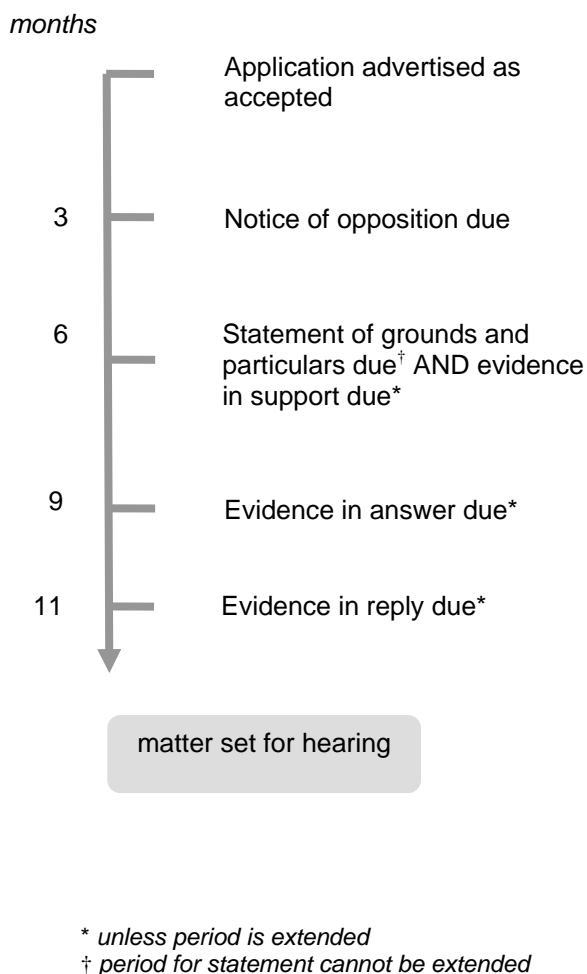 months
Application advertised as
accepted
3
Notice of opposition due
6
Statement of grounds and
particulars due† AND evidence
in support due*
9
Evidence in answer due*
11
Evidence in reply due*
matter set for hearing
* unless period is extended
† period for statement cannot be extended